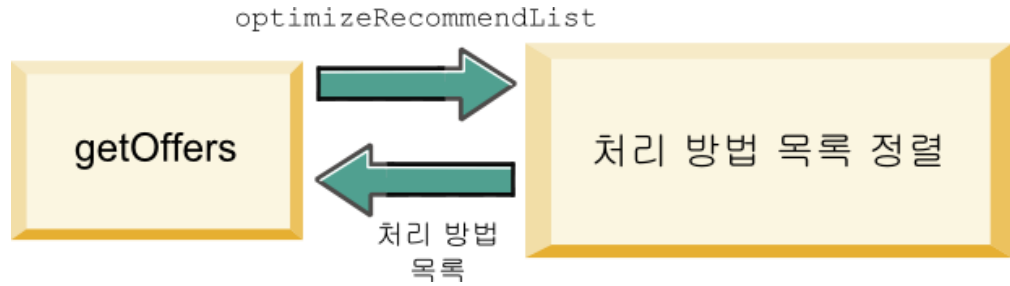 optimizeRecommendList
getOffers
처리 방법 목록 정렬
처리 방법
목록